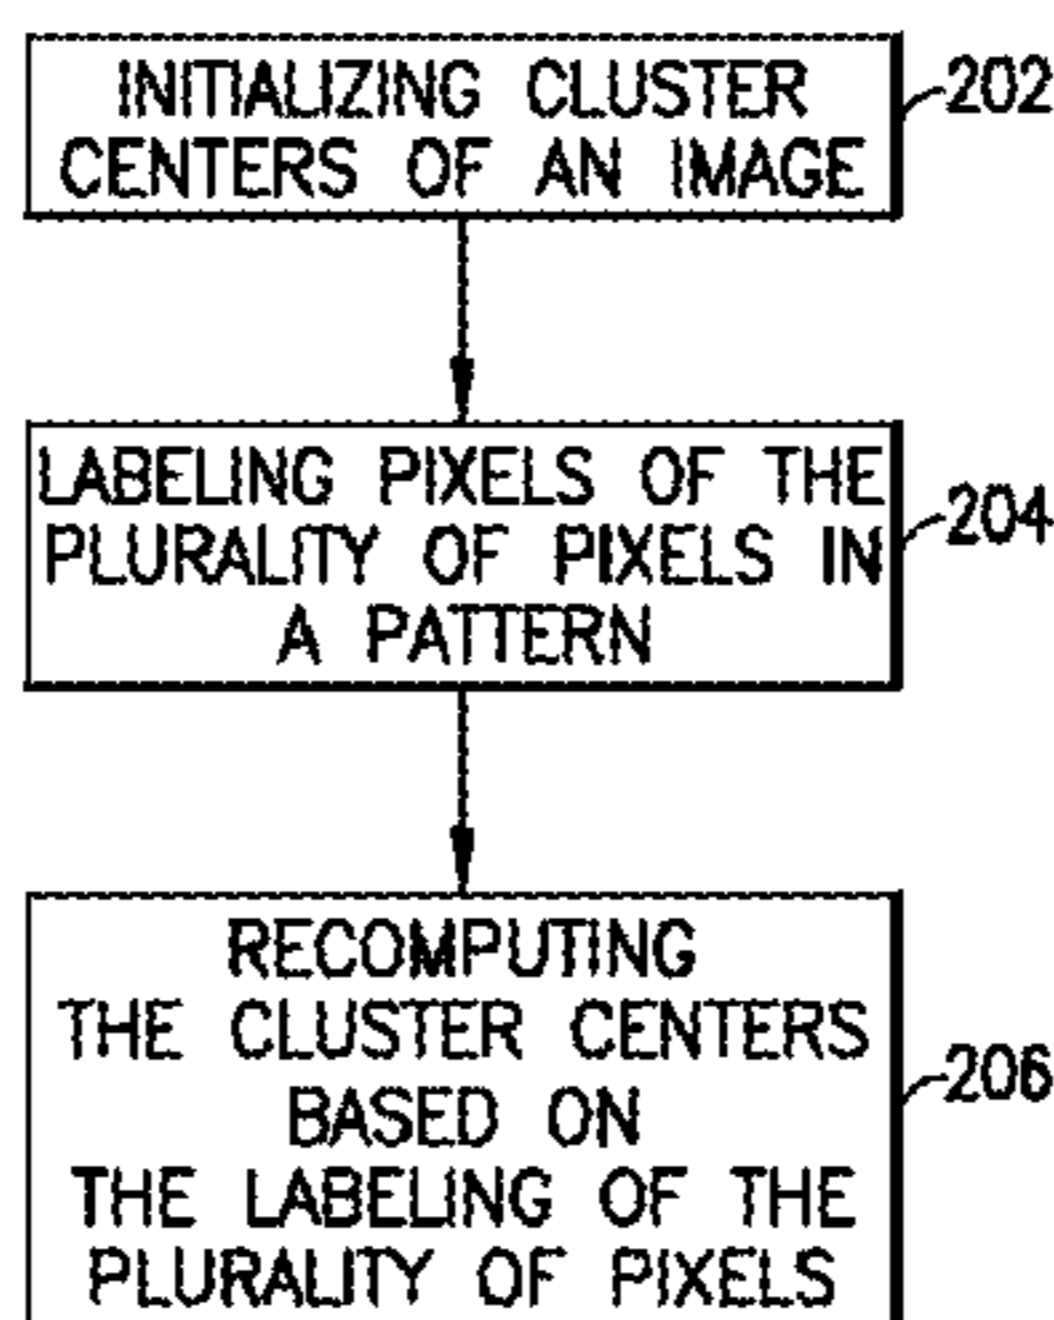 INITIALIZING CLUSTER
CENTERS OF AN IMAGE
202
LABELING PIXELS OF THE
PLURALITY OF PIXELS IN
A PATTERN
204
RECOMPUTING
THE CLUSTER CENTERS
BASED ON
THE LABELING OF THE
PLURALITY OF PIXELS
206